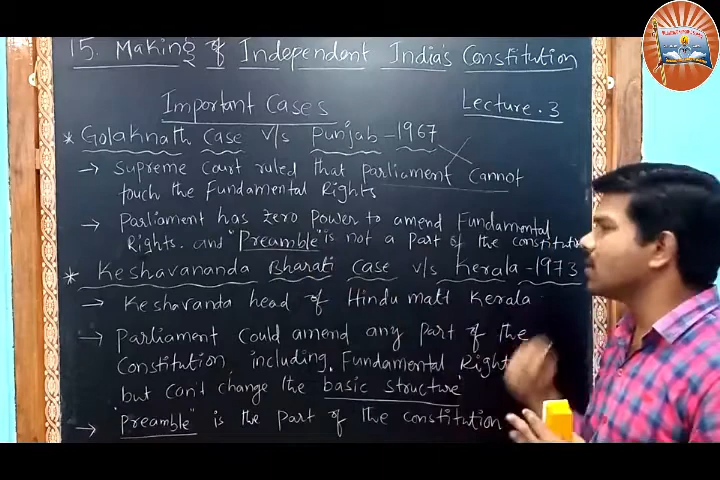 15. Making of Independent India's Constitution
Important Cases
Lecture. 3
* Golaknath Case v/s Punjab - 1967
→ Supreme Court ruled that parliament cannot
touch the Fundamental Rights
→ Parliament has zero power to amend Fundamental
Rights. and "Preamble" is not a part of the constitution
* Keshavananda Bharati Case v/s Kerala - 1973
→ Keshavanda head of Hindu matt Kerala
→ Parliament could amend any part of the
Constitution, including, Fundamental Right
but can't change the basic structure'
→ "Preamble" is the part of the constitution